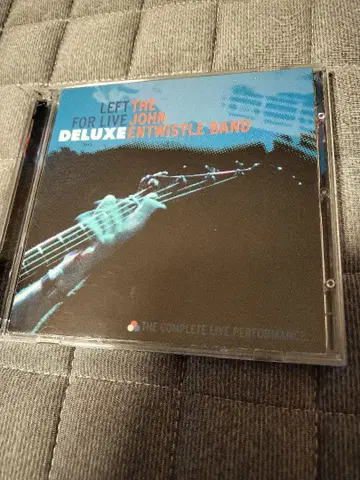 LEFT THE
FOR LIVE JOHN
DELUXE ENTWISTLE BAND
THE COMPLETE LIVE PERFORMANCE